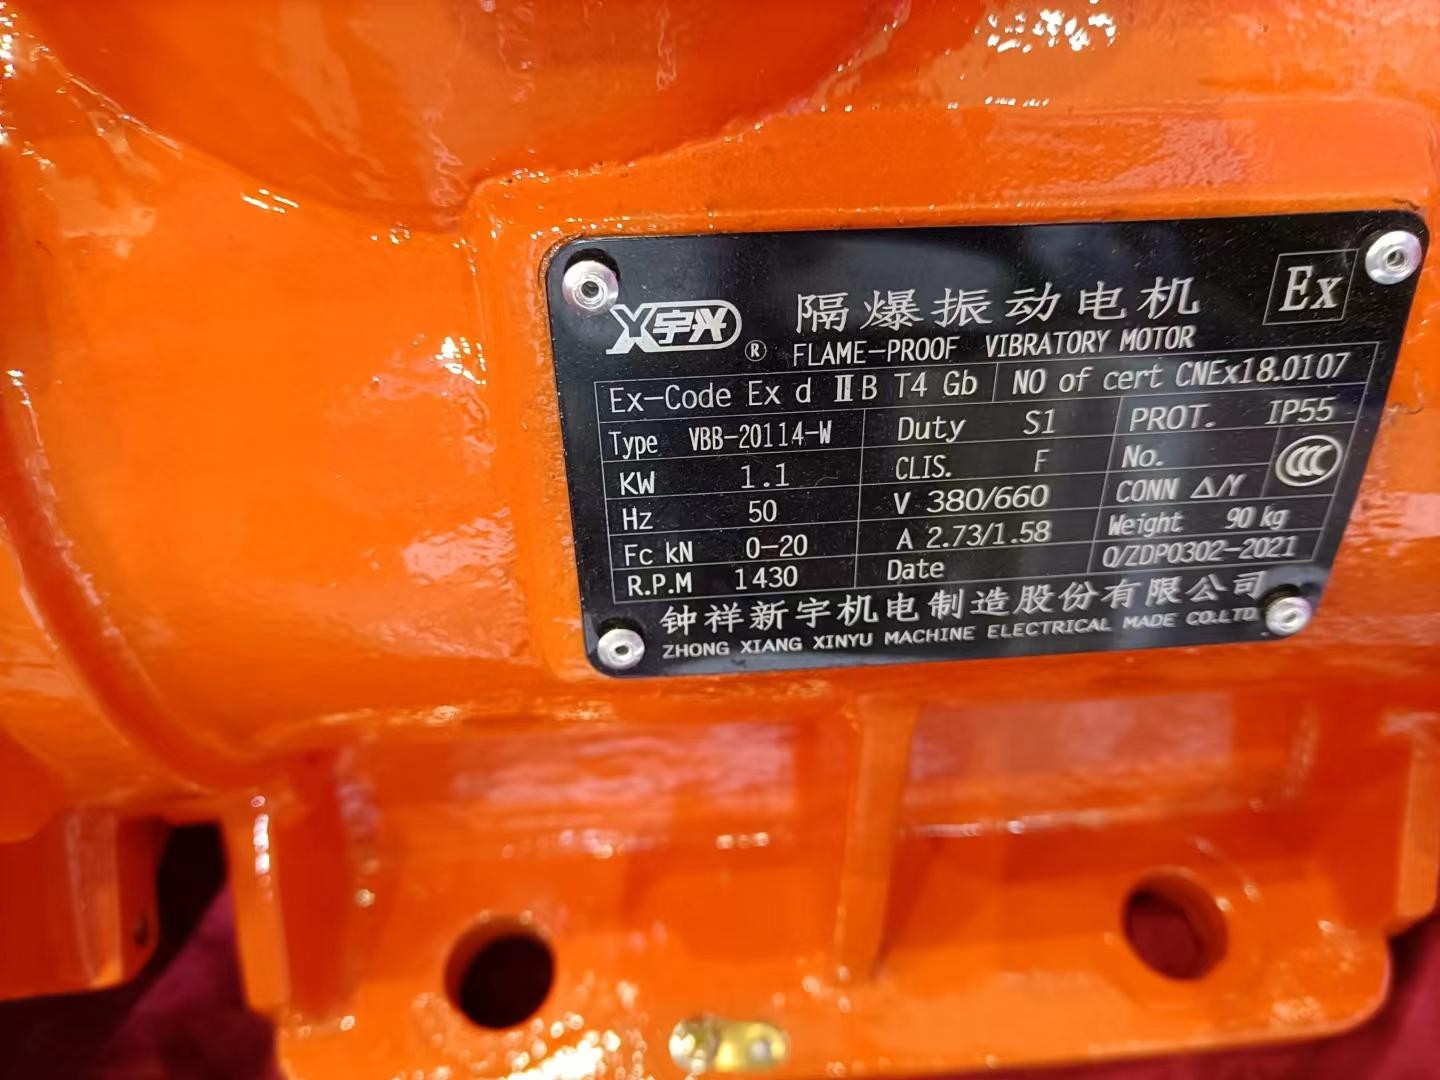 X宇兴 ® 隔爆振动电机 Ex
FLAME-PROOF VIBRATORY MOTOR
Ex-Code Ex d ⅡB T4 Gb NO of cert CNEx18.0107
Type VBB-20114-W Duty S1 PROT. IP55
KW 1.1 CLIS. F No. CCC
Hz 50 V 380/660 CONN △/Y
Fc kN 0-20 A 2.73/1.58 Weight 90 kg
R.P.M 1430 Date Q/ZDP0302-2021
钟祥新宇机电制造股份有限公司
ZHONG XIANG XINYU MACHINE ELECTRICAL MADE CO.LTD